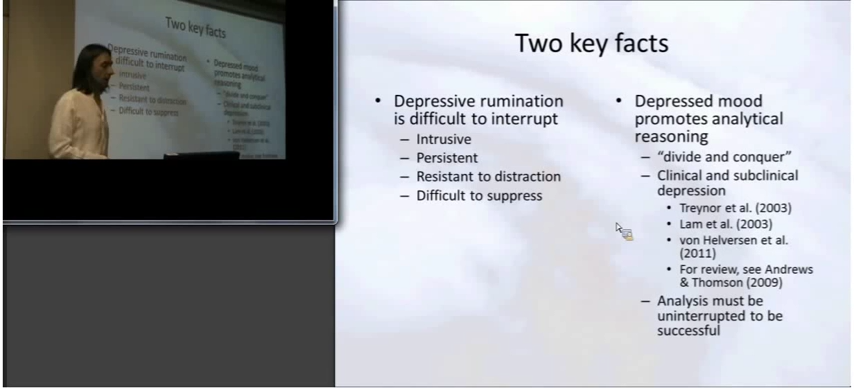 Two key facts
Depressive rumination
difficult to interrupt
– Intrusive
– Persistent
– Resistant to distraction
– Difficult to suppress
• Depressed mood
promotes analytical
reasoning
– "divide and conquer"
Two key facts
• Depressive rumination
is difficult to interrupt
– Intrusive
– Persistent
– Resistant to distraction
– Difficult to suppress
• Depressed mood
promotes analytical
reasoning
– "divide and conquer"
– Clinical and subclinical
depression
• Treynor et al. (2003)
• Lam et al. (2003)
• von Helversen et al.
(2011)
• For review, see Andrews
& Thomson (2009)
– Analysis must be
uninterrupted to be
successful